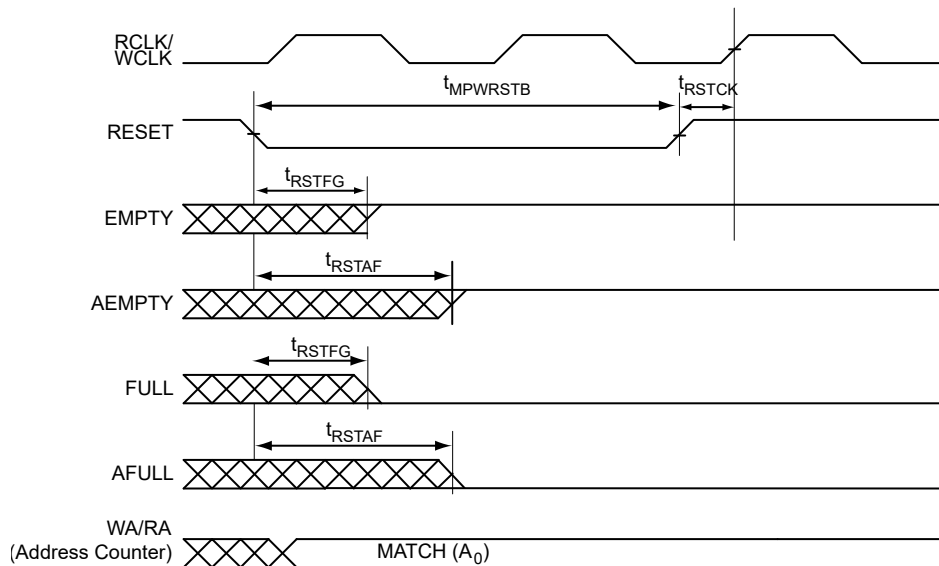 RCLK/
WCLK
tMPWRSTB
tRSTCK
RESET
tRSTFG
EMPTY
tRSTAF
AEMPTY
tRSTFG
FULL
tRSTAF
AFULL
WA/RA
(Address Counter)
MATCH (A0)